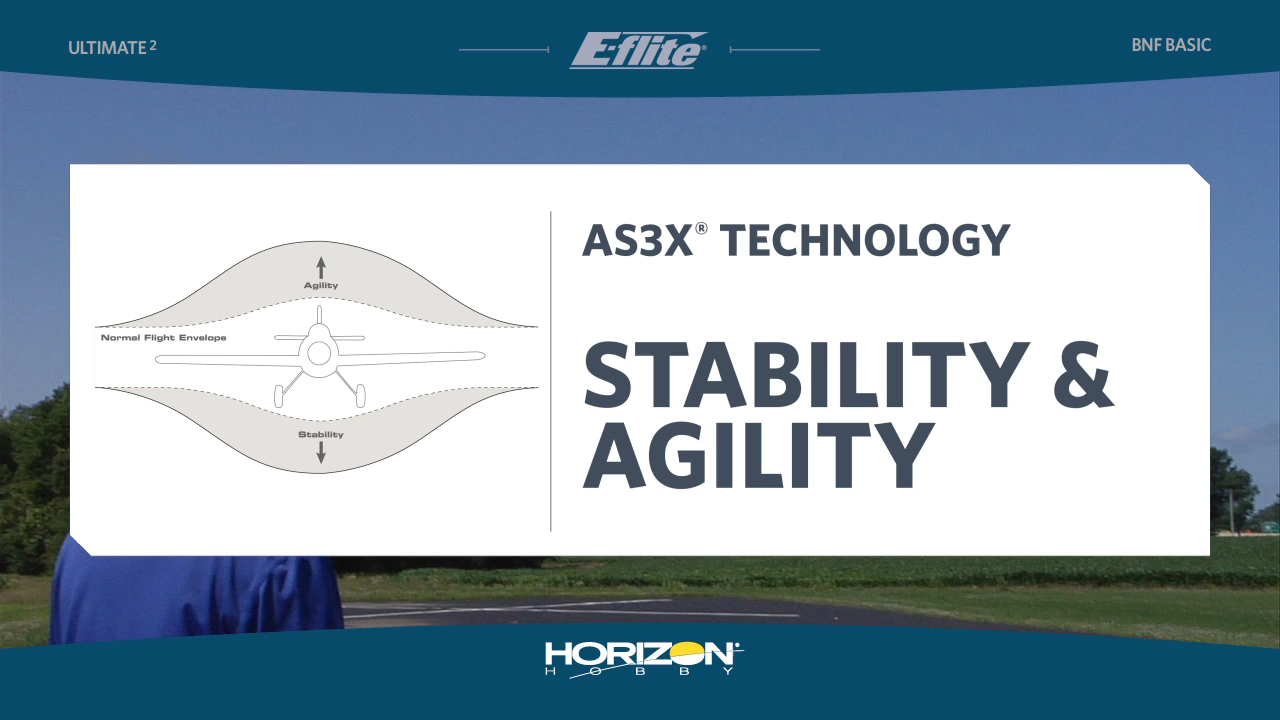 ULTIMATE²
E-flite®
BNF BASIC
AS3X® TECHNOLOGY
Agility
Normal Flight Envelope
Stability
STABILITY &
AGILITY
HORIZON
HOBBY